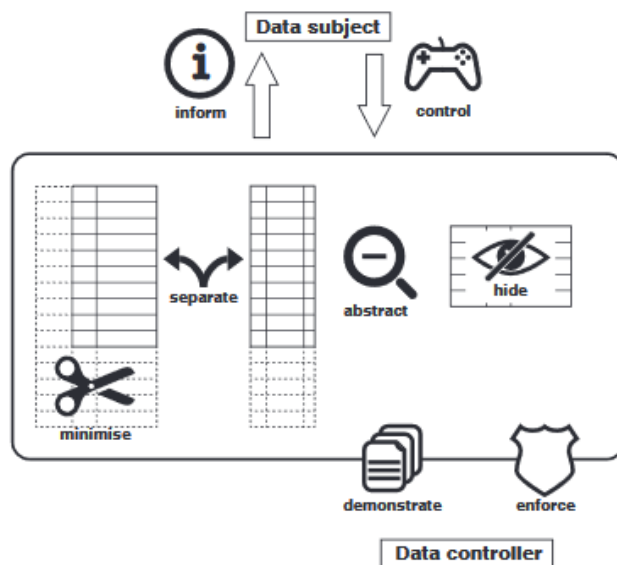 Data subject
inform
control
separate
abstract
hide
minimise
demonstrate
enforce
Data controller